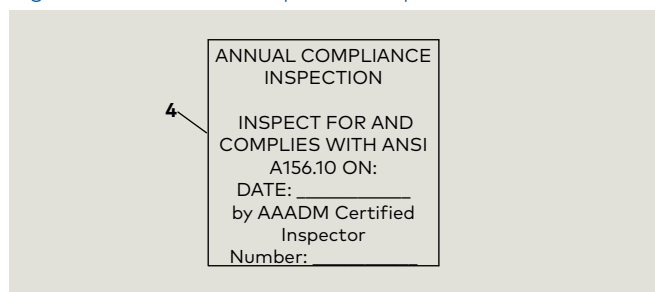 ANNUAL COMPLIANCE
INSPECTION
4
INSPECT FOR AND
COMPLIES WITH ANSI
A156.10 ON:
DATE: ____________
by AAADM Certified
Inspector
Number: ___________